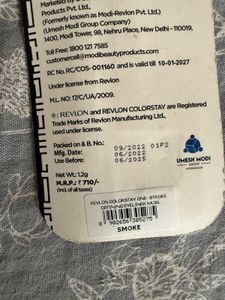 Marketed by
Products Pvt. Ltd.,
(Formerly known as Modi-Revlon Pvt. Ltd.)
(Umesh Modi Group Company)
1400, Modi Tower, 98, Nehru Place, New Delhi - 110019,
Toll Free: 1800 121 7585
customercell@modibeautyproducts.com
RC No. RC/COS-001160 and is valid till 10-01-2027
Under license from Revlon
M.L. NO: 13/C/UA/2009.
®: REVLON and REVLON COLORSTAY are Registered
Trade Marks of Revlon Manufacturing Ltd.,
used under license.
Packed on & B. No.: 09/2022 01F2
Mfg. Date: 06/2022
Use Before: 06/2025
Net Wt.: 1.2g
M.R.P.: ₹ 710/-
(Incl. of all taxes)
UMESH MODI
GROUP
REVLON COLORSTAY ONE-STROKE
DEFINING EYELINER KAJAL
8 902656 305275
SMOKE